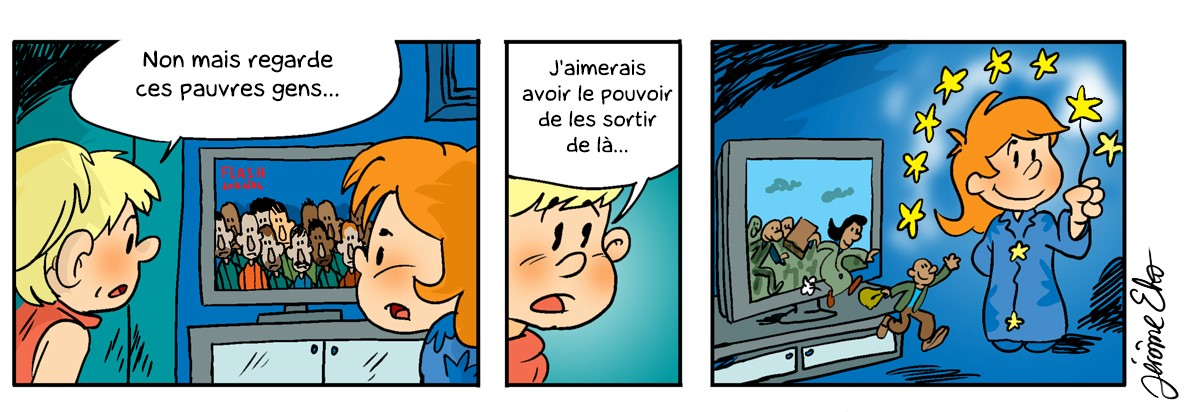 Non mais regarde
ces pauvres gens...
FLASH
J'aimerais
avoir le pouvoir
de les sortir
de là...
Jérôme Eho